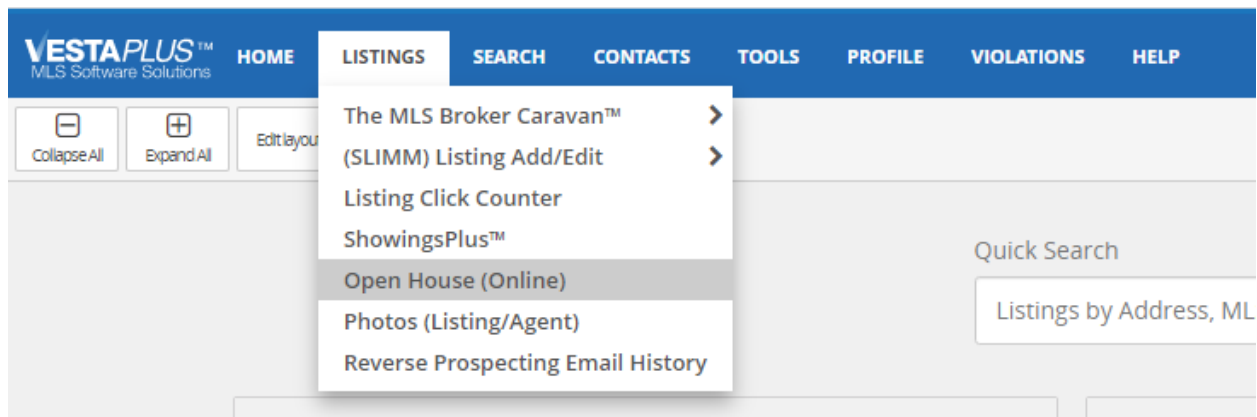 VESTAPLUS™
MLS Software Solutions
HOME LISTINGS SEARCH CONTACTS TOOLS PROFILE VIOLATIONS HELP
Collapse All Expand All Edit layou
The MLS Broker Caravan™
(SLIMM) Listing Add/Edit
Listing Click Counter
ShowingsPlus™
Open House (Online)
Photos (Listing/Agent)
Reverse Prospecting Email History
Quick Search
Listings by Address, ML